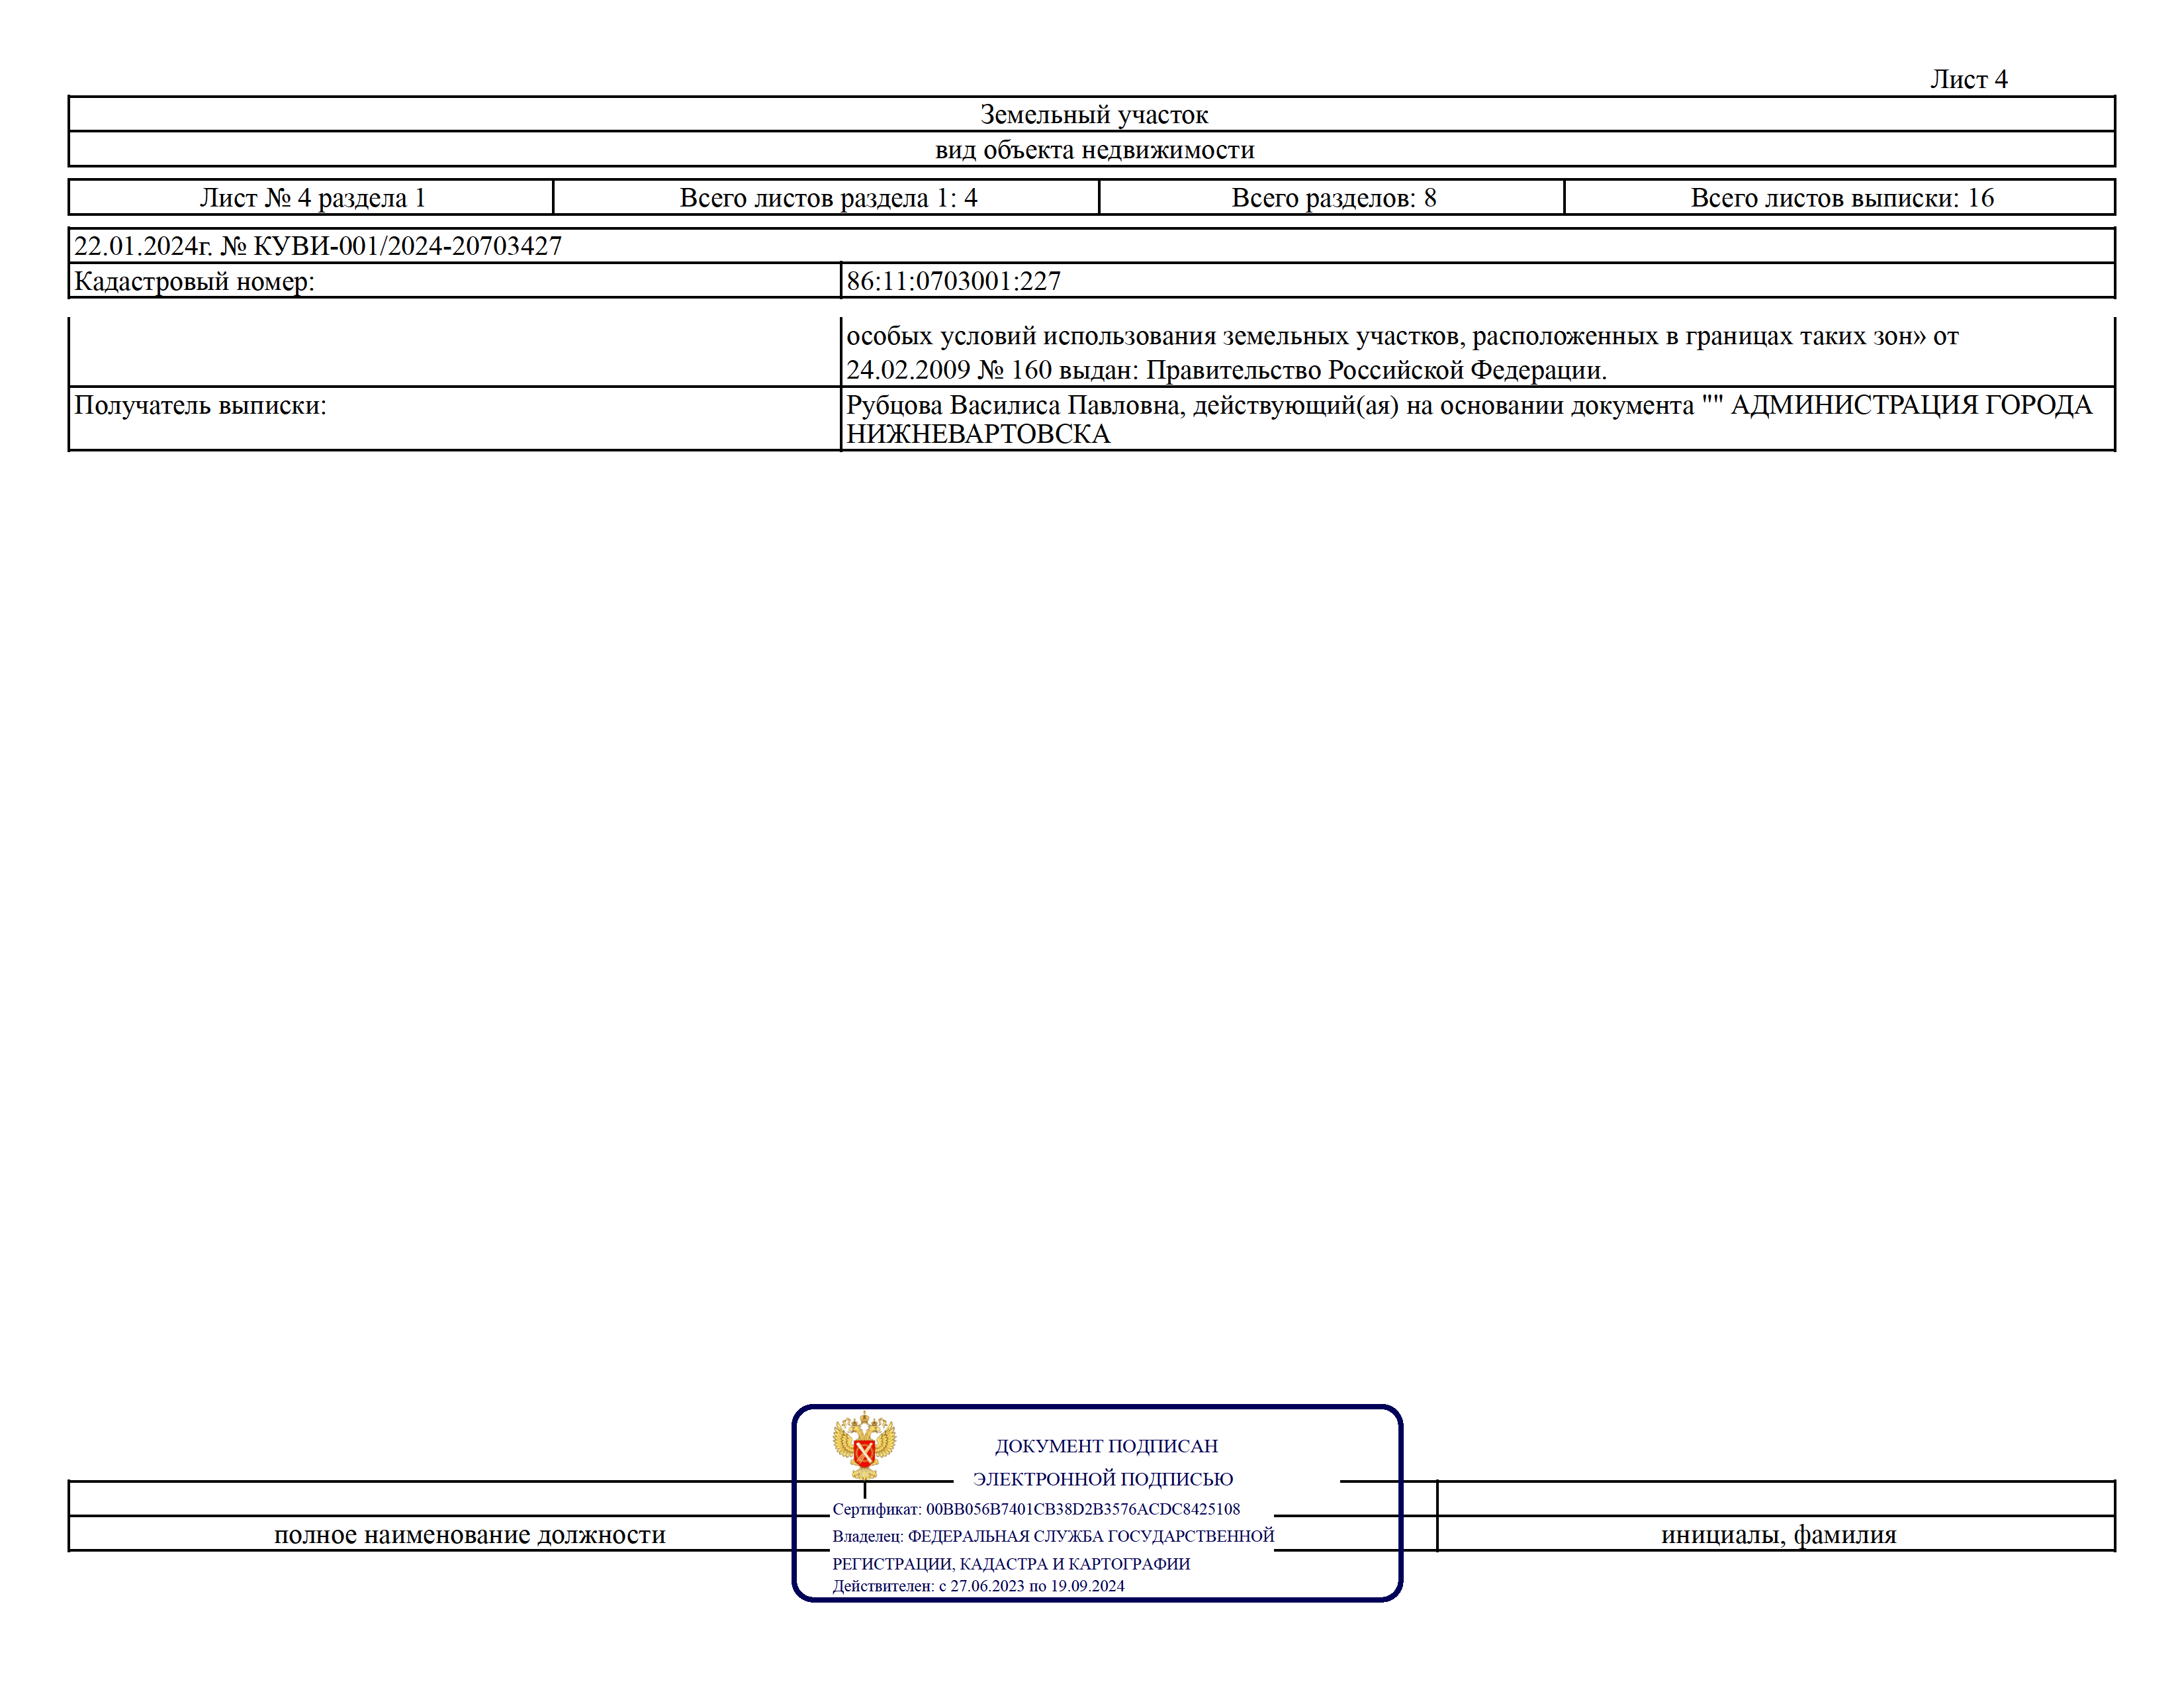 Лист 4
Земельный участок
вид объекта недвижимости
Лист № 4 раздела 1
Всего листов раздела 1: 4
Всего разделов: 8
Всего листов выписки: 16
22.01.2024г. № КУВИ-001/2024-20703427
Кадастровый номер:
86:11:0703001:227
особых условий использования земельных участков, расположенных в границах таких зон» от
24.02.2009 № 160 выдан: Правительство Российской Федерации.
Получатель выписки:
Рубцова Василиса Павловна, действующий(ая) на основании документа "" АДМИНИСТРАЦИЯ ГОРОДА
НИЖНЕВАРТОВСКА
ДОКУМЕНТ ПОДПИСАН
ЭЛЕКТРОННОЙ ПОДПИСЬЮ
Сертификат: 00BB056B7401CB38D2B3576ACDC8425108
Владелец: ФЕДЕРАЛЬНАЯ СЛУЖБА ГОСУДАРСТВЕННОЙ
РЕГИСТРАЦИИ, КАДАСТРА И КАРТОГРАФИИ
Действителен: с 27.06.2023 по 19.09.2024
полное наименование должности
инициалы, фамилия